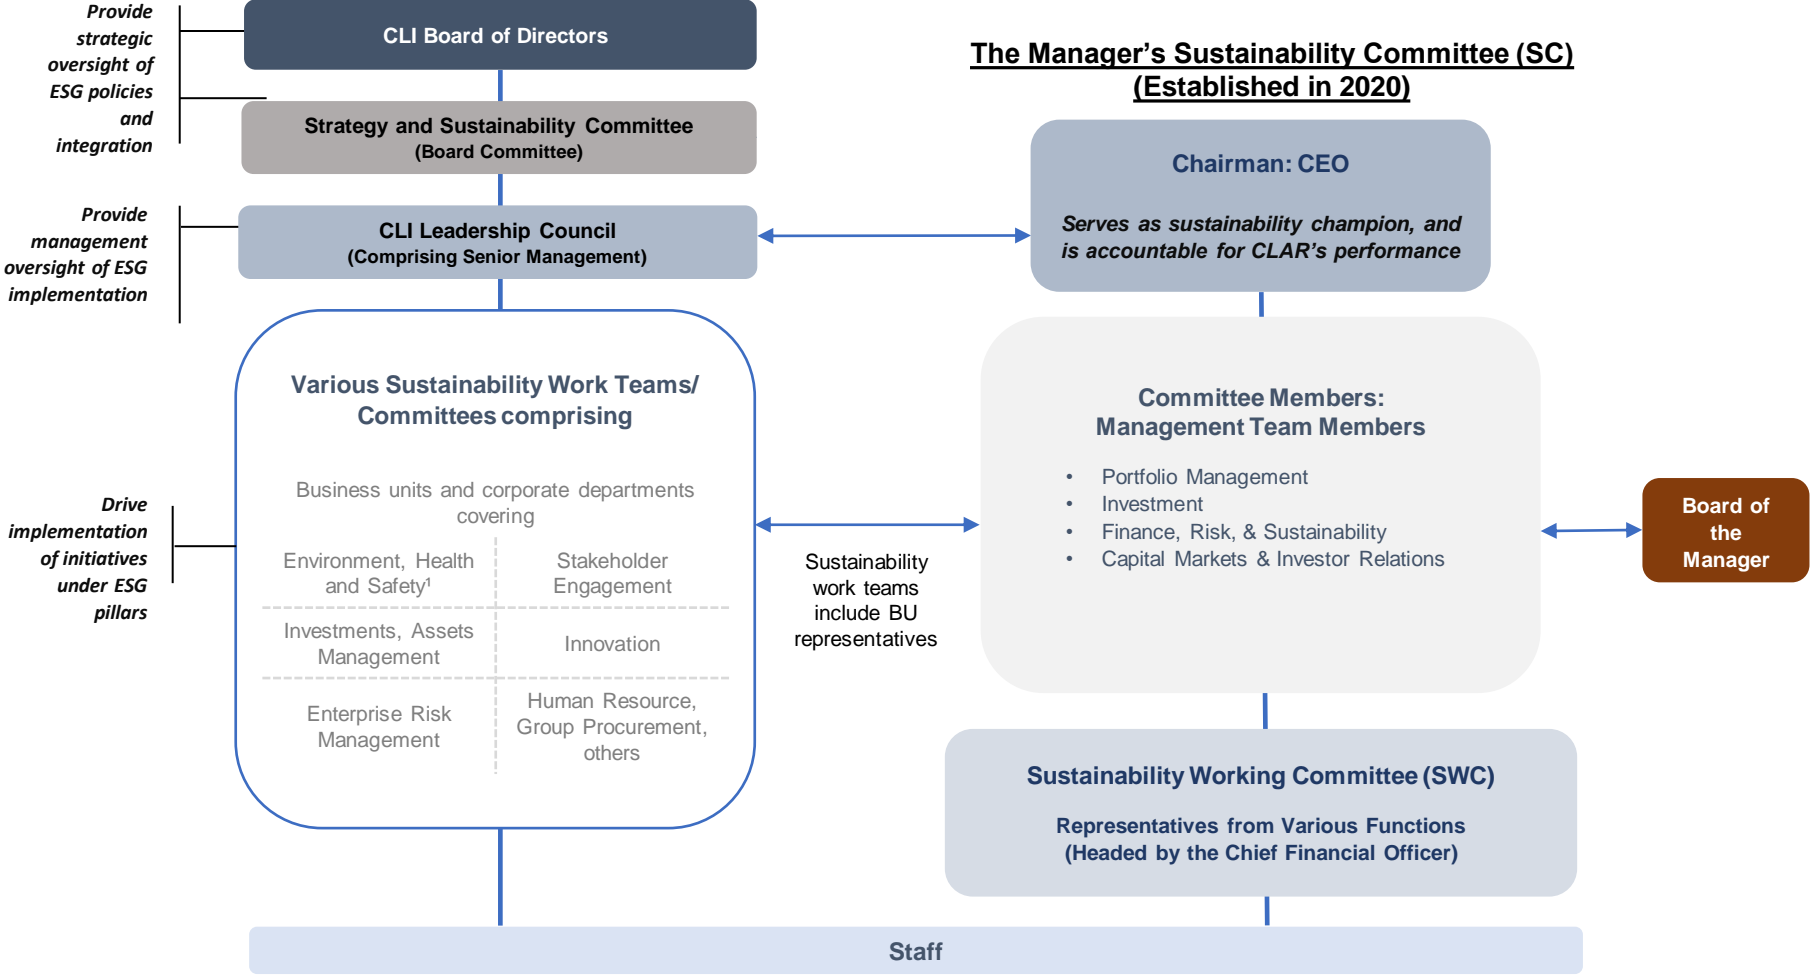 Provide
strategic
oversight of
ESG policies
and
integration
CLI Board of Directors
Strategy and Sustainability Committee
(Board Committee)
Provide
management
oversight of ESG
implementation
CLI Leadership Council
(Comprising Senior Management)
Drive
implementation
of initiatives
under ESG
pillars
Various Sustainability Work Teams/
Committees comprising
Business units and corporate departments
covering
Environment, Health
and Safety¹
Stakeholder
Engagement
Investments, Assets
Management
Innovation
Enterprise Risk
Management
Human Resource,
Group Procurement,
others
Sustainability
work teams
include BU
representatives
The Manager’s Sustainability Committee (SC)
(Established in 2020)
Chairman: CEO
Serves as sustainability champion, and
is accountable for CLAR’s performance
Committee Members:
Management Team Members
• Portfolio Management
• Investment
• Finance, Risk, & Sustainability
• Capital Markets & Investor Relations
Board of
the
Manager
Sustainability Working Committee (SWC)
Representatives from Various Functions
(Headed by the Chief Financial Officer)
Staff